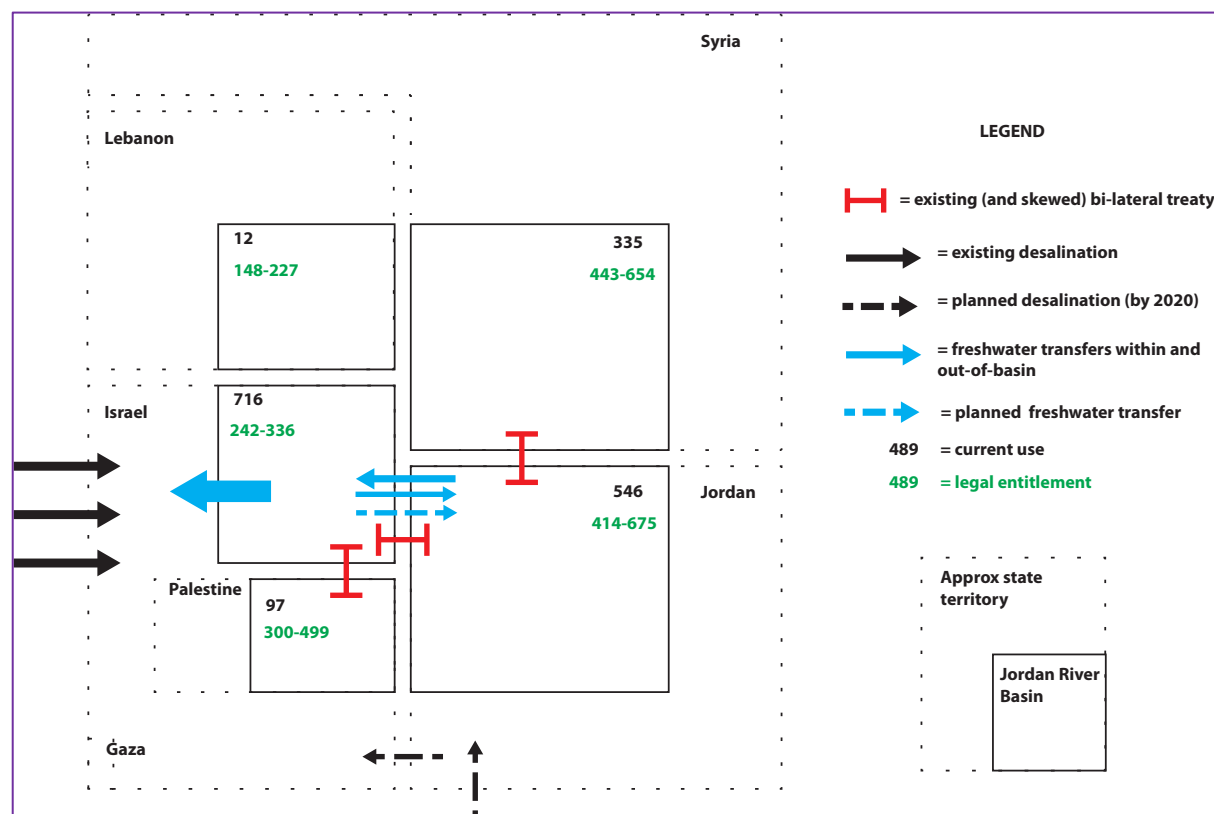 Syria
Lebanon
12
148-227
335
443-654
Israel
716
242-336
Jordan
546
414-675
Palestine
97
300-499
Gaza
LEGEND
= existing (and skewed) bi-lateral treaty
= existing desalination
= planned desalination (by 2020)
= freshwater transfers within and
out-of-basin
= planned freshwater transfer
489 = current use
489 = legal entitlement
Approx state
territory
Jordan River
Basin